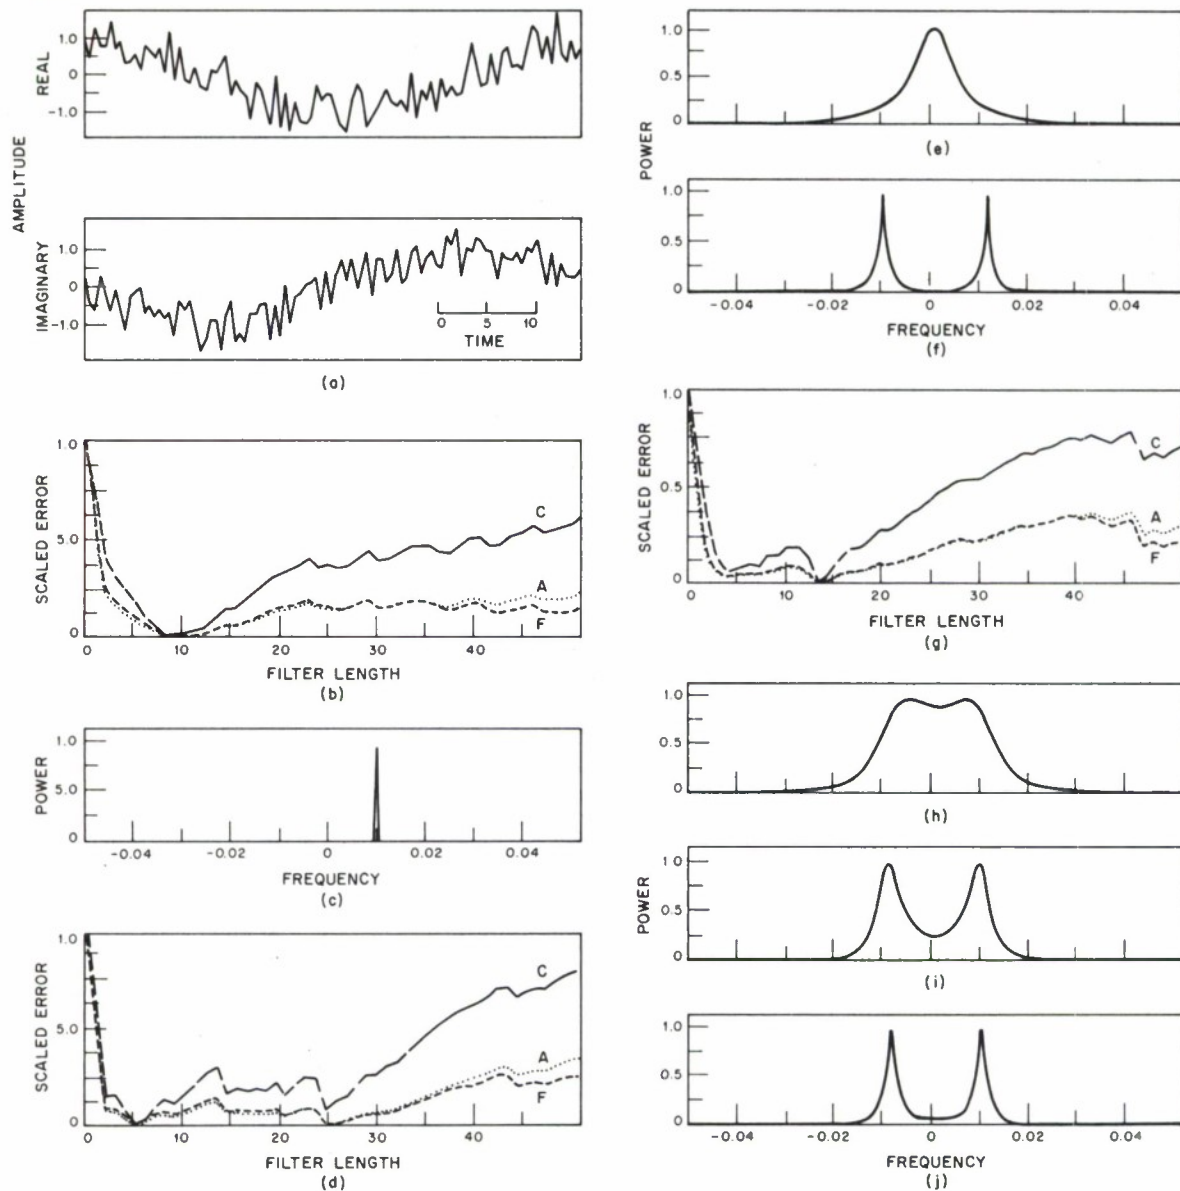 AMPLITUDE
REAL
1.0
0
-1.0
IMAGINARY
1.0
0
-1.0
0 5 10
TIME
(a)
SCALED ERROR
1.0
5.0
0
C
A
F
0 10 20 30 40
FILTER LENGTH
(b)
POWER
1.0
5.0
0
-0.04 -0.02 0 0.02 0.04
FREQUENCY
(c)
SCALED ERROR
1.0
5.0
0
C
A
F
0 10 20 30 40
FILTER LENGTH
(d)
POWER
1.0
0.5
0
(e)
1.0
0.5
0
-0.04 -0.02 0 0.02 0.04
FREQUENCY
(f)
SCALED ERROR
1.0
0.5
0
C
A
F
0 10 20 30 40
FILTER LENGTH
(g)
1.0
0.5
0
(h)
POWER
1.0
0.5
0
(i)
1.0
0.5
0
-0.04 -0.02 0 0.02 0.04
FREQUENCY
(j)